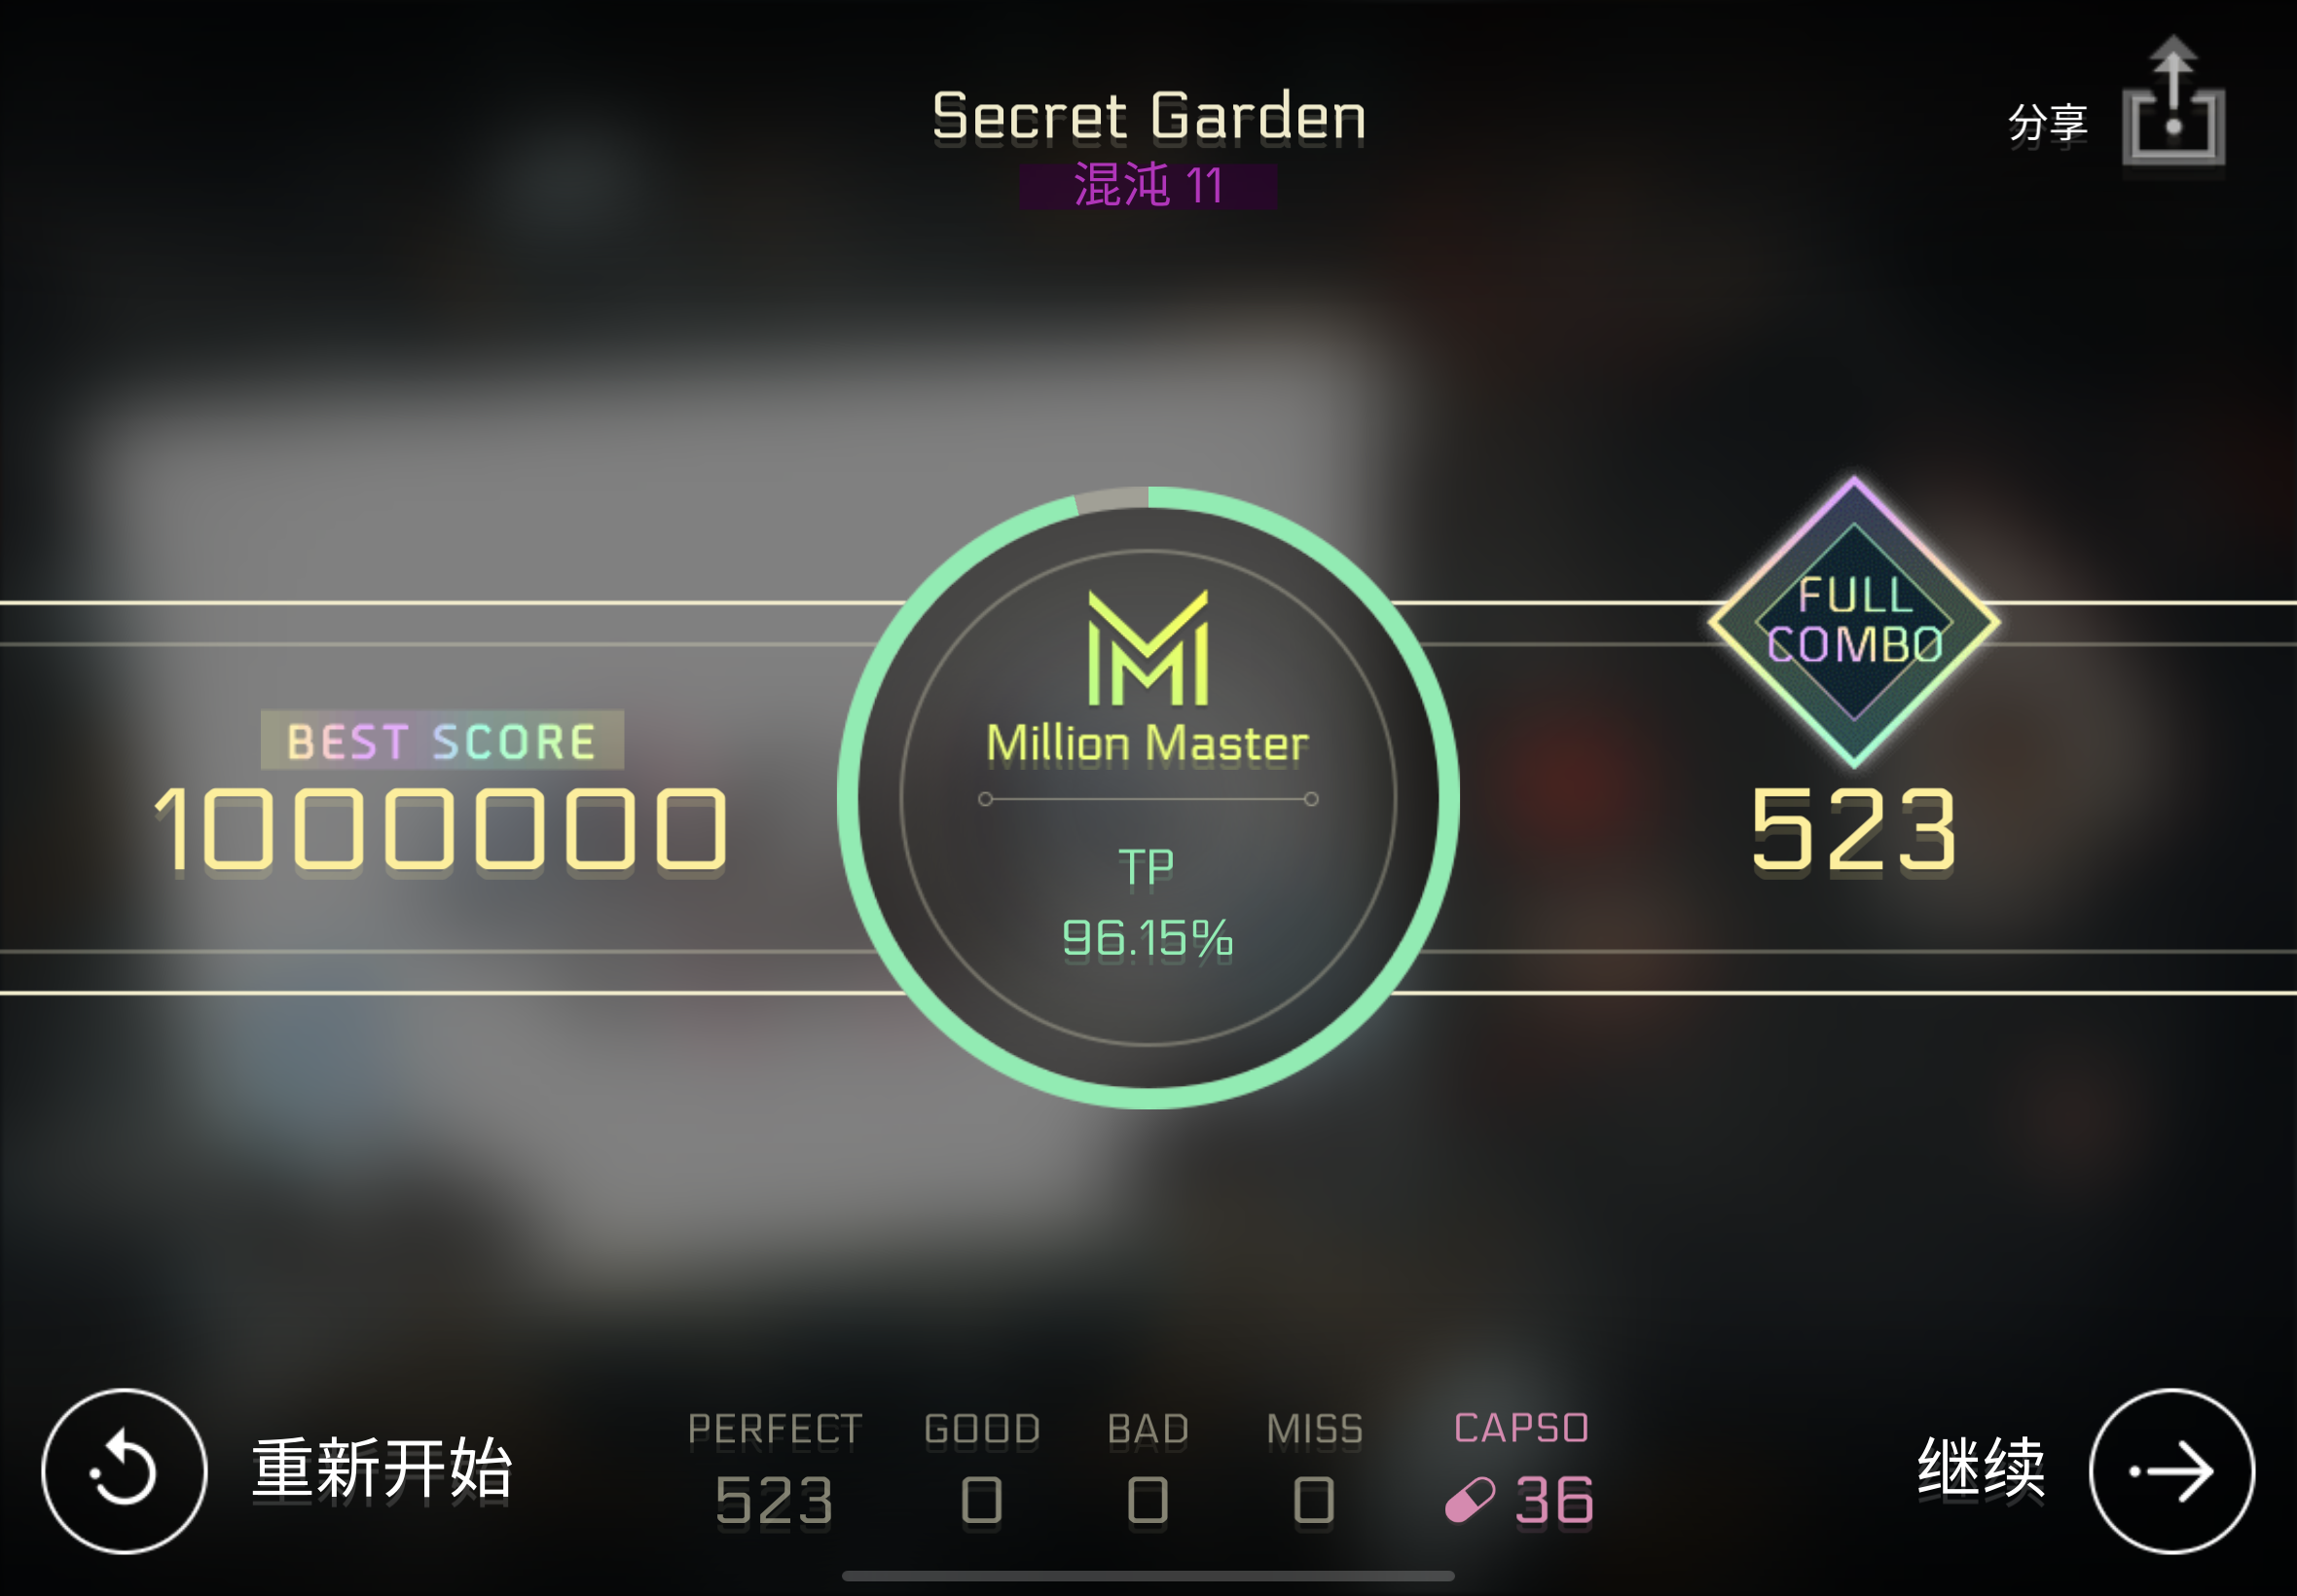 Secret Garden
混沌 11
分享
FULL
COMBO
BEST SCORE
1000000
Million Master
TP
96.15%
523
重新开始
PERFECT GOOD BAD MISS CAPSO
523 0 0 0 36
继续